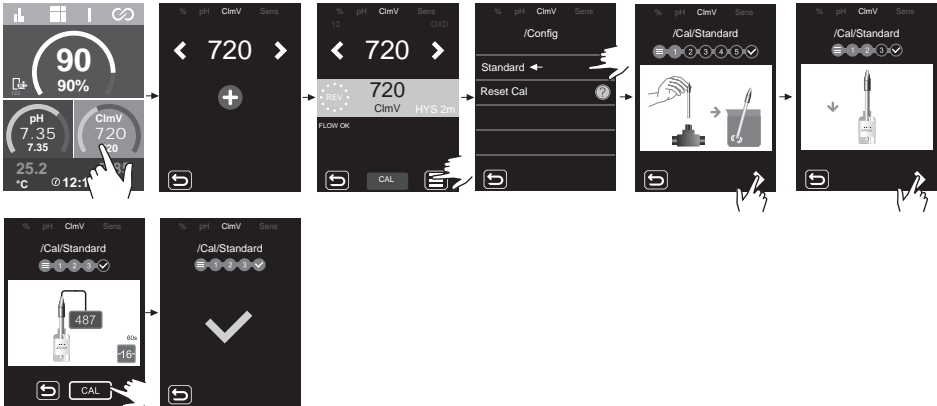 90
90%
123
pH
7.35
7.35
ClmV
720
20
25.2
°C
12:1
% pH ClmV Sens
720
% pH ClmV Sens
12 OXO
720
REV
720
ClmV
HYS 2m
FLOW OK
CAL
% pH ClmV Sens
/Config
Standard
Reset Cal ?
% pH ClmV Sens
/Cal/Standard
1 2 3 4 5
% pH ClmV Sens
/Cal/Standard
1 2 3
% pH ClmV Sens
/Cal/Standard
1 2 3
487
60s
-16-
CAL
% pH ClmV Sens
/Cal/Standard
1 2 3